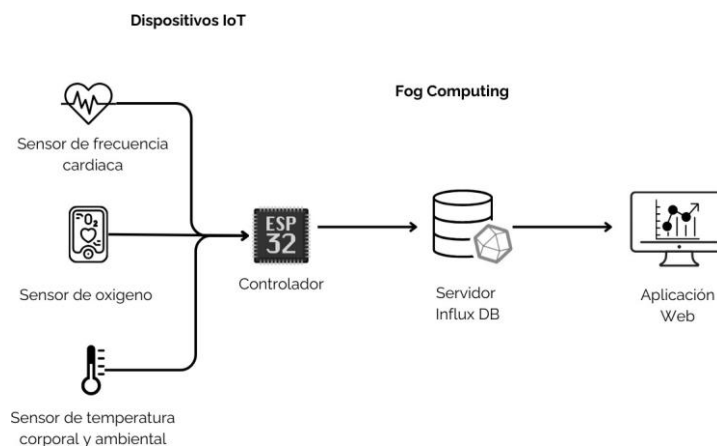 Dispositivos IoT
Fog Computing
Sensor de frecuencia
cardiaca
O2
Sensor de oxigeno
ESP
32
Controlador
Servidor
Influx DB
Aplicación
Web
Sensor de temperatura
corporal y ambiental